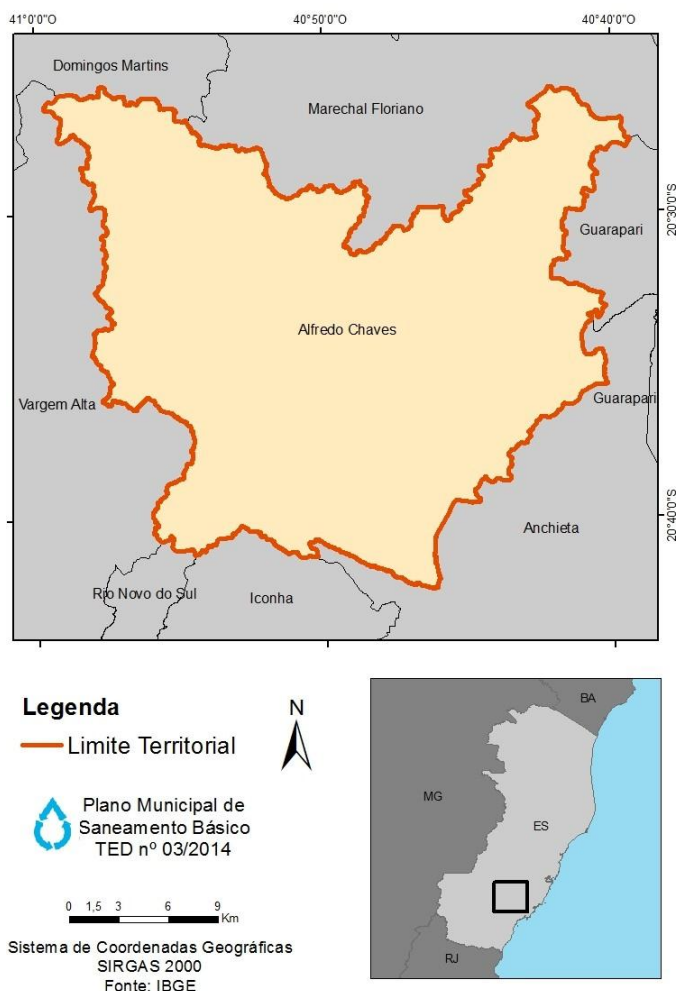 41°0'0"O
40°50'0"O
40°40'0"O
Domingos Martins
Marechal Floriano
20°30'0"S
Guarapari
Alfredo Chaves
Vargem Alta
Guarapari
20°40'0"S
Anchieta
Rio Novo do Sul
Iconha
Legenda
Limite Territorial
N
Plano Municipal de
Saneamento Básico
TED nº 03/2014
0 1,5 3 6 9
Km
Sistema de Coordenadas Geográficas
SIRGAS 2000
Fonte: IBGE
BA
MG
ES
RJ